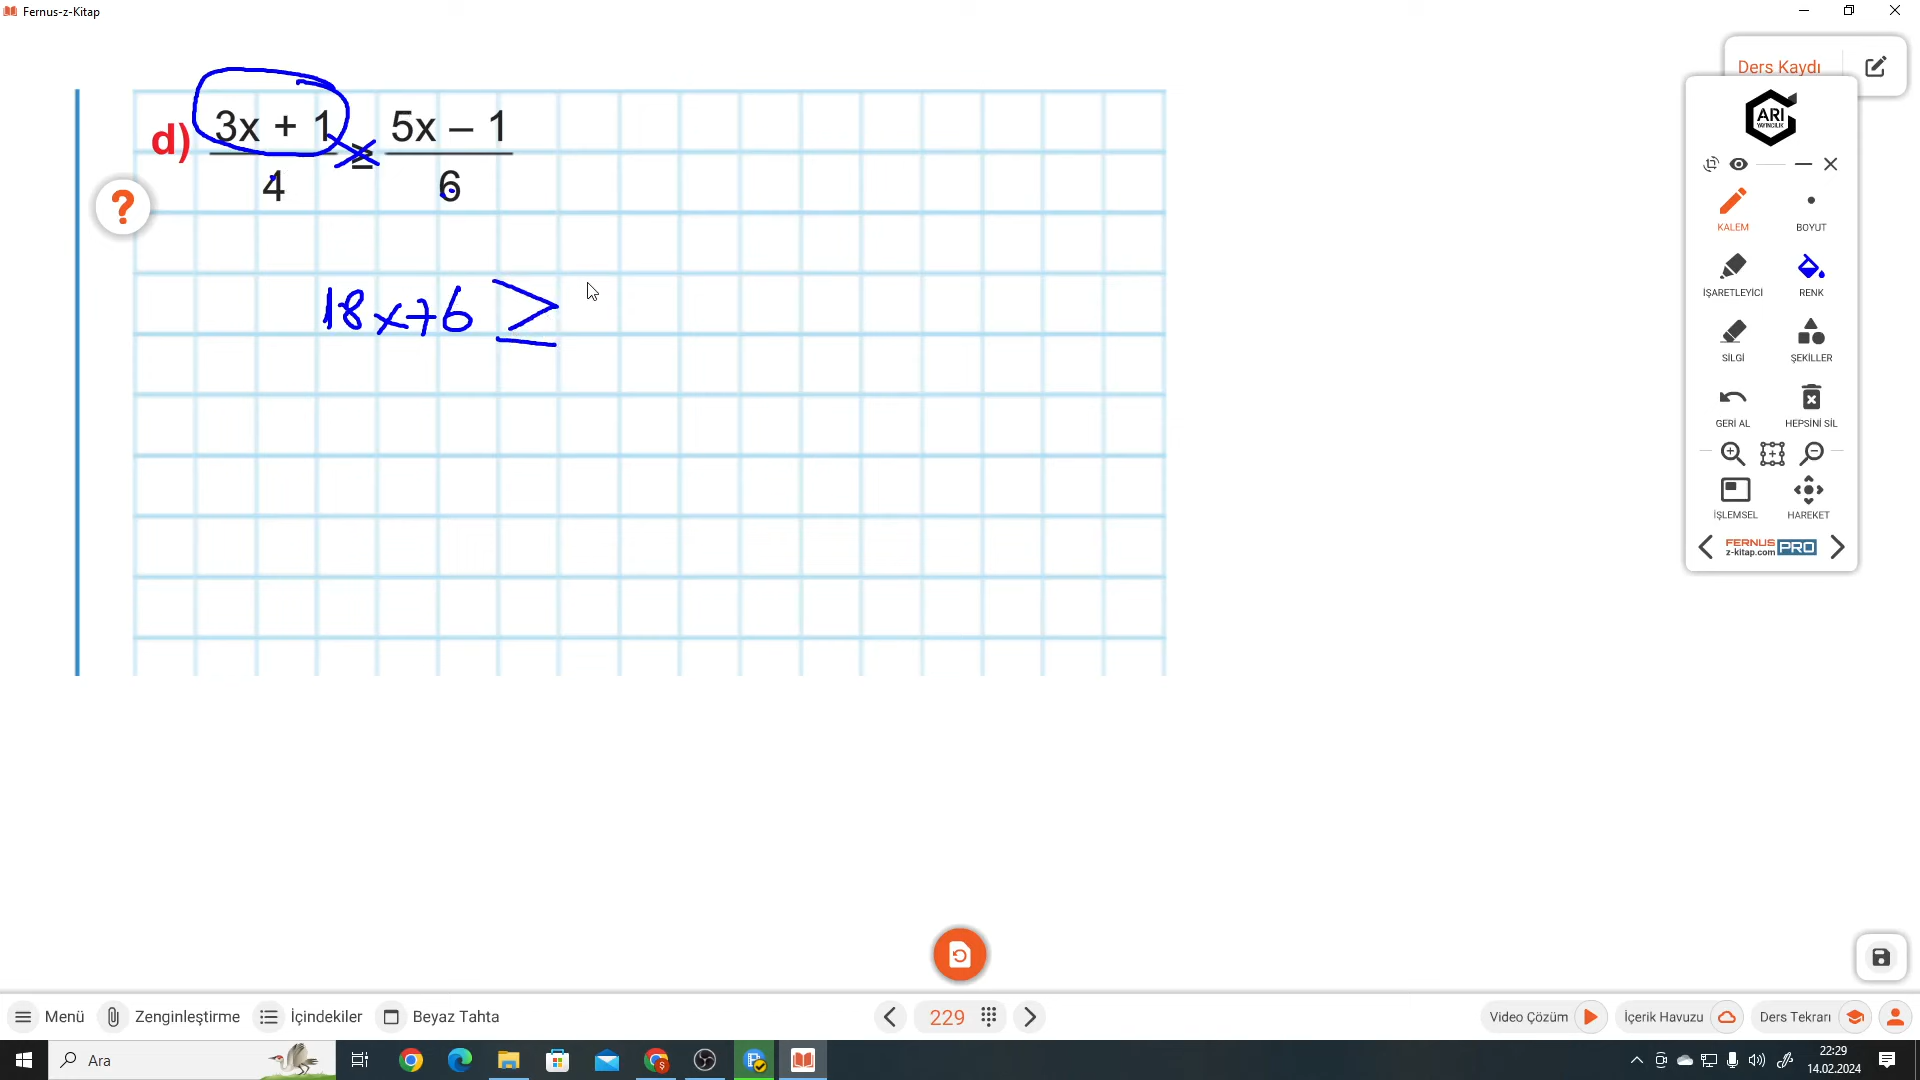 Fernus-z-Kitap
Ders Kaydı
d) 3x + 1 ≥ 5x – 1
4 6
18x+6 ≥
?
ARI
YAYINCILIK
KALEM BOYUT
İŞARETLEYİCİ RENK
SİLGİ ŞEKİLLER
GERİ AL HEPSİNİ SİL
İŞLEMSEL HAREKET
FERNUS
z-kitap.com PRO
Menü Zenginleştirme İçindekiler Beyaz Tahta 229 Video Çözüm İçerik Havuzu Ders Tekrarı
Ara 22:29
14.02.2024